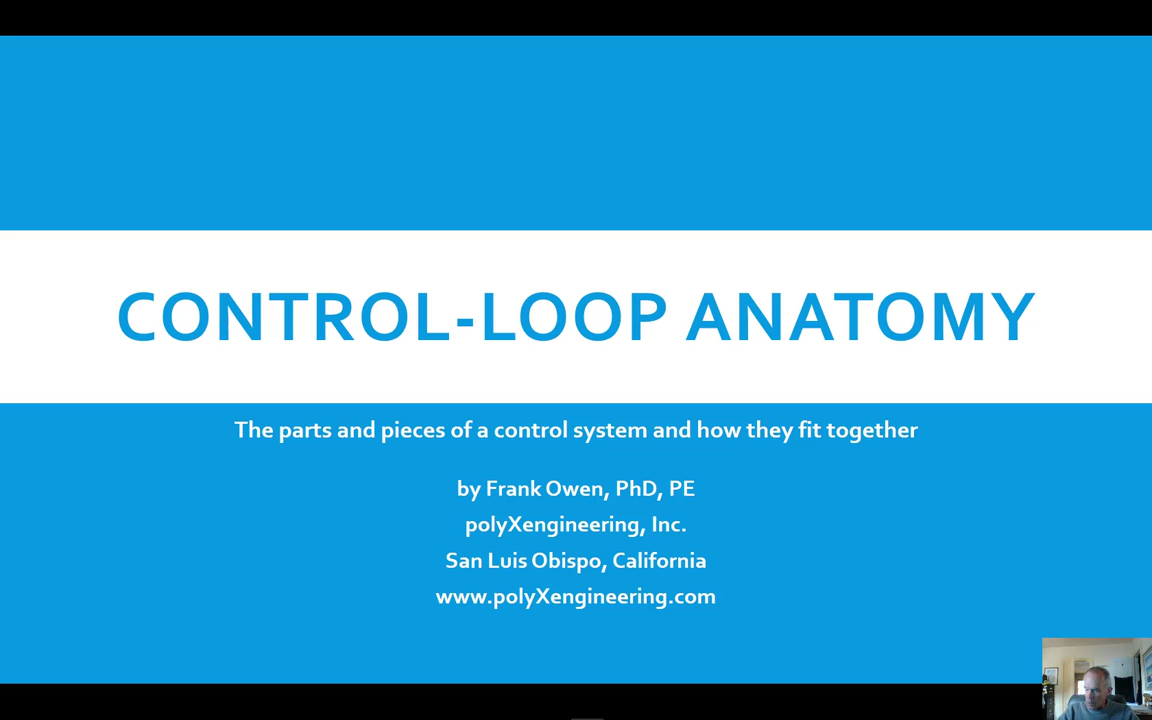 CONTROL-LOOP ANATOMY
The parts and pieces of a control system and how they fit together
by Frank Owen, PhD, PE
polyXengineering, Inc.
San Luis Obispo, California
www.polyXengineering.com